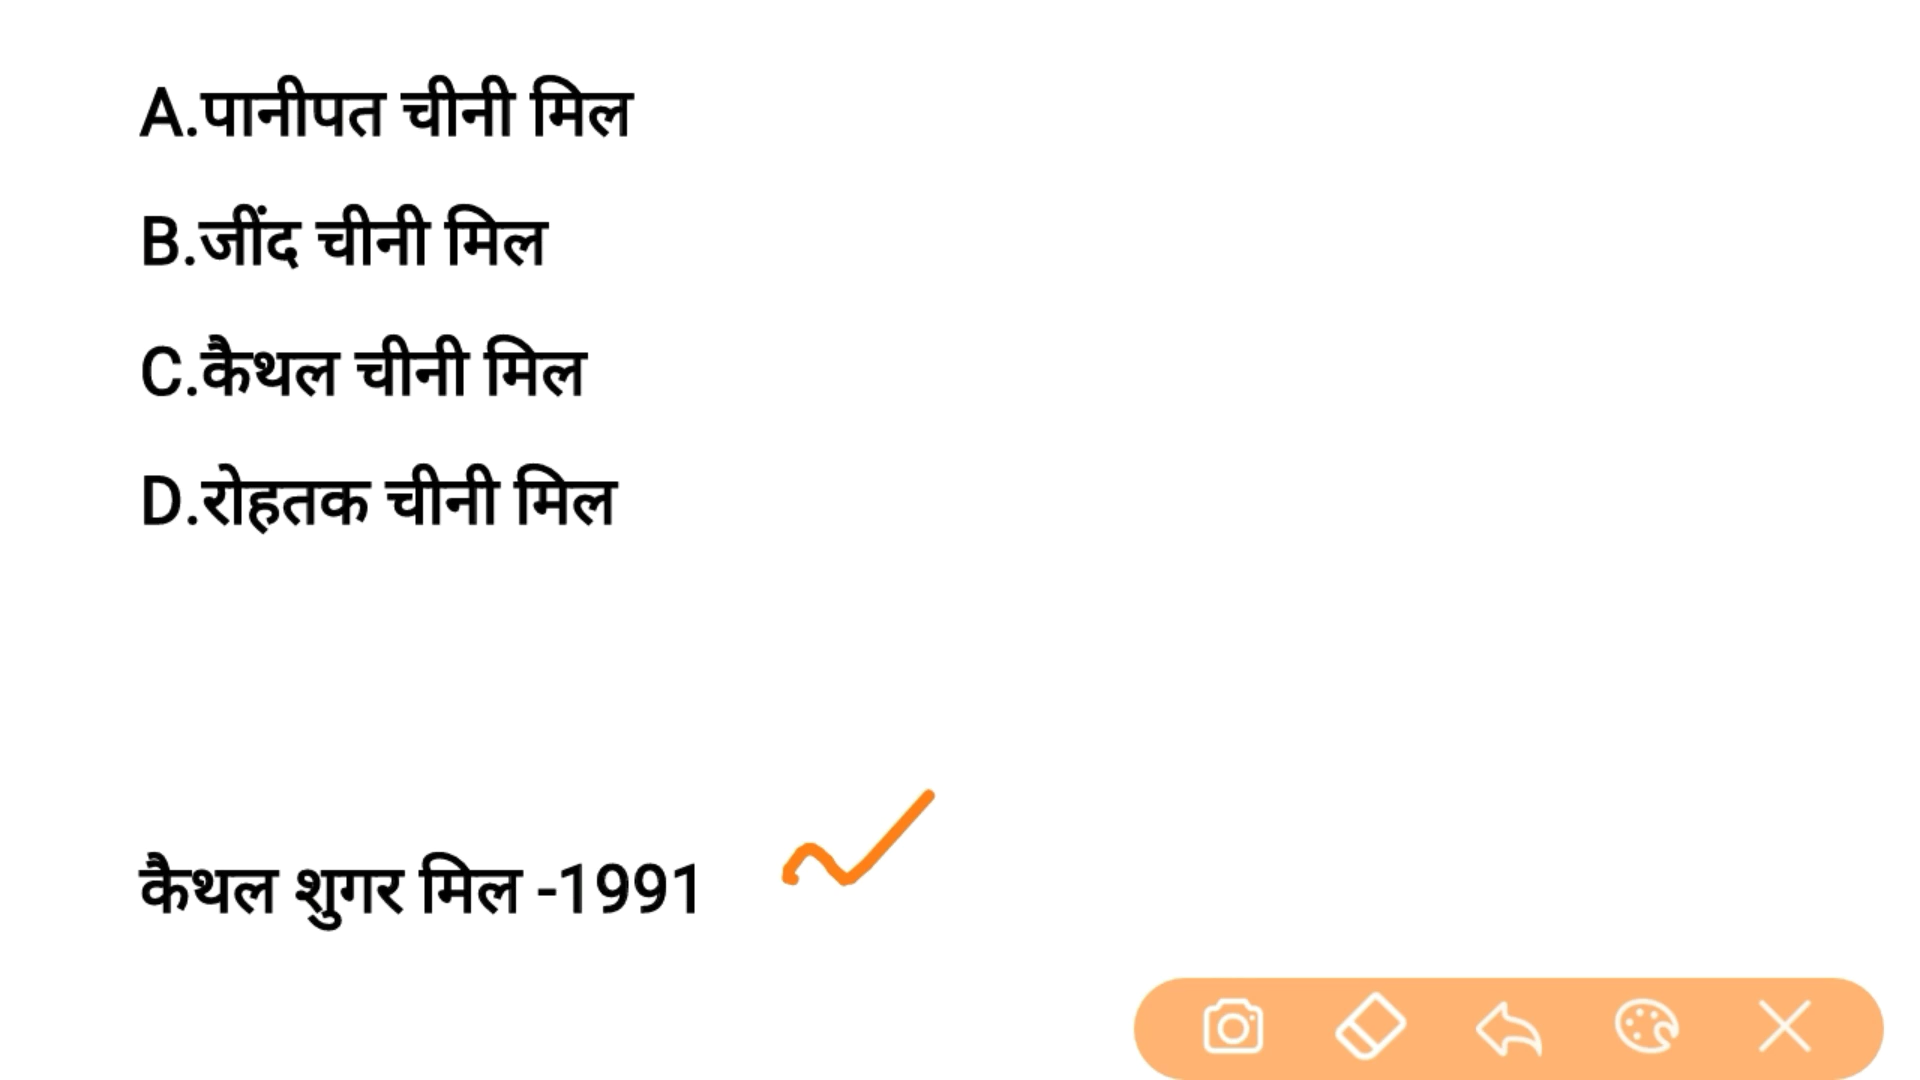 A.पानीपत चीनी मिल
B.जींद चीनी मिल
C.कैथल चीनी मिल
D.रोहतक चीनी मिल
कैथल शुगर मिल -1991